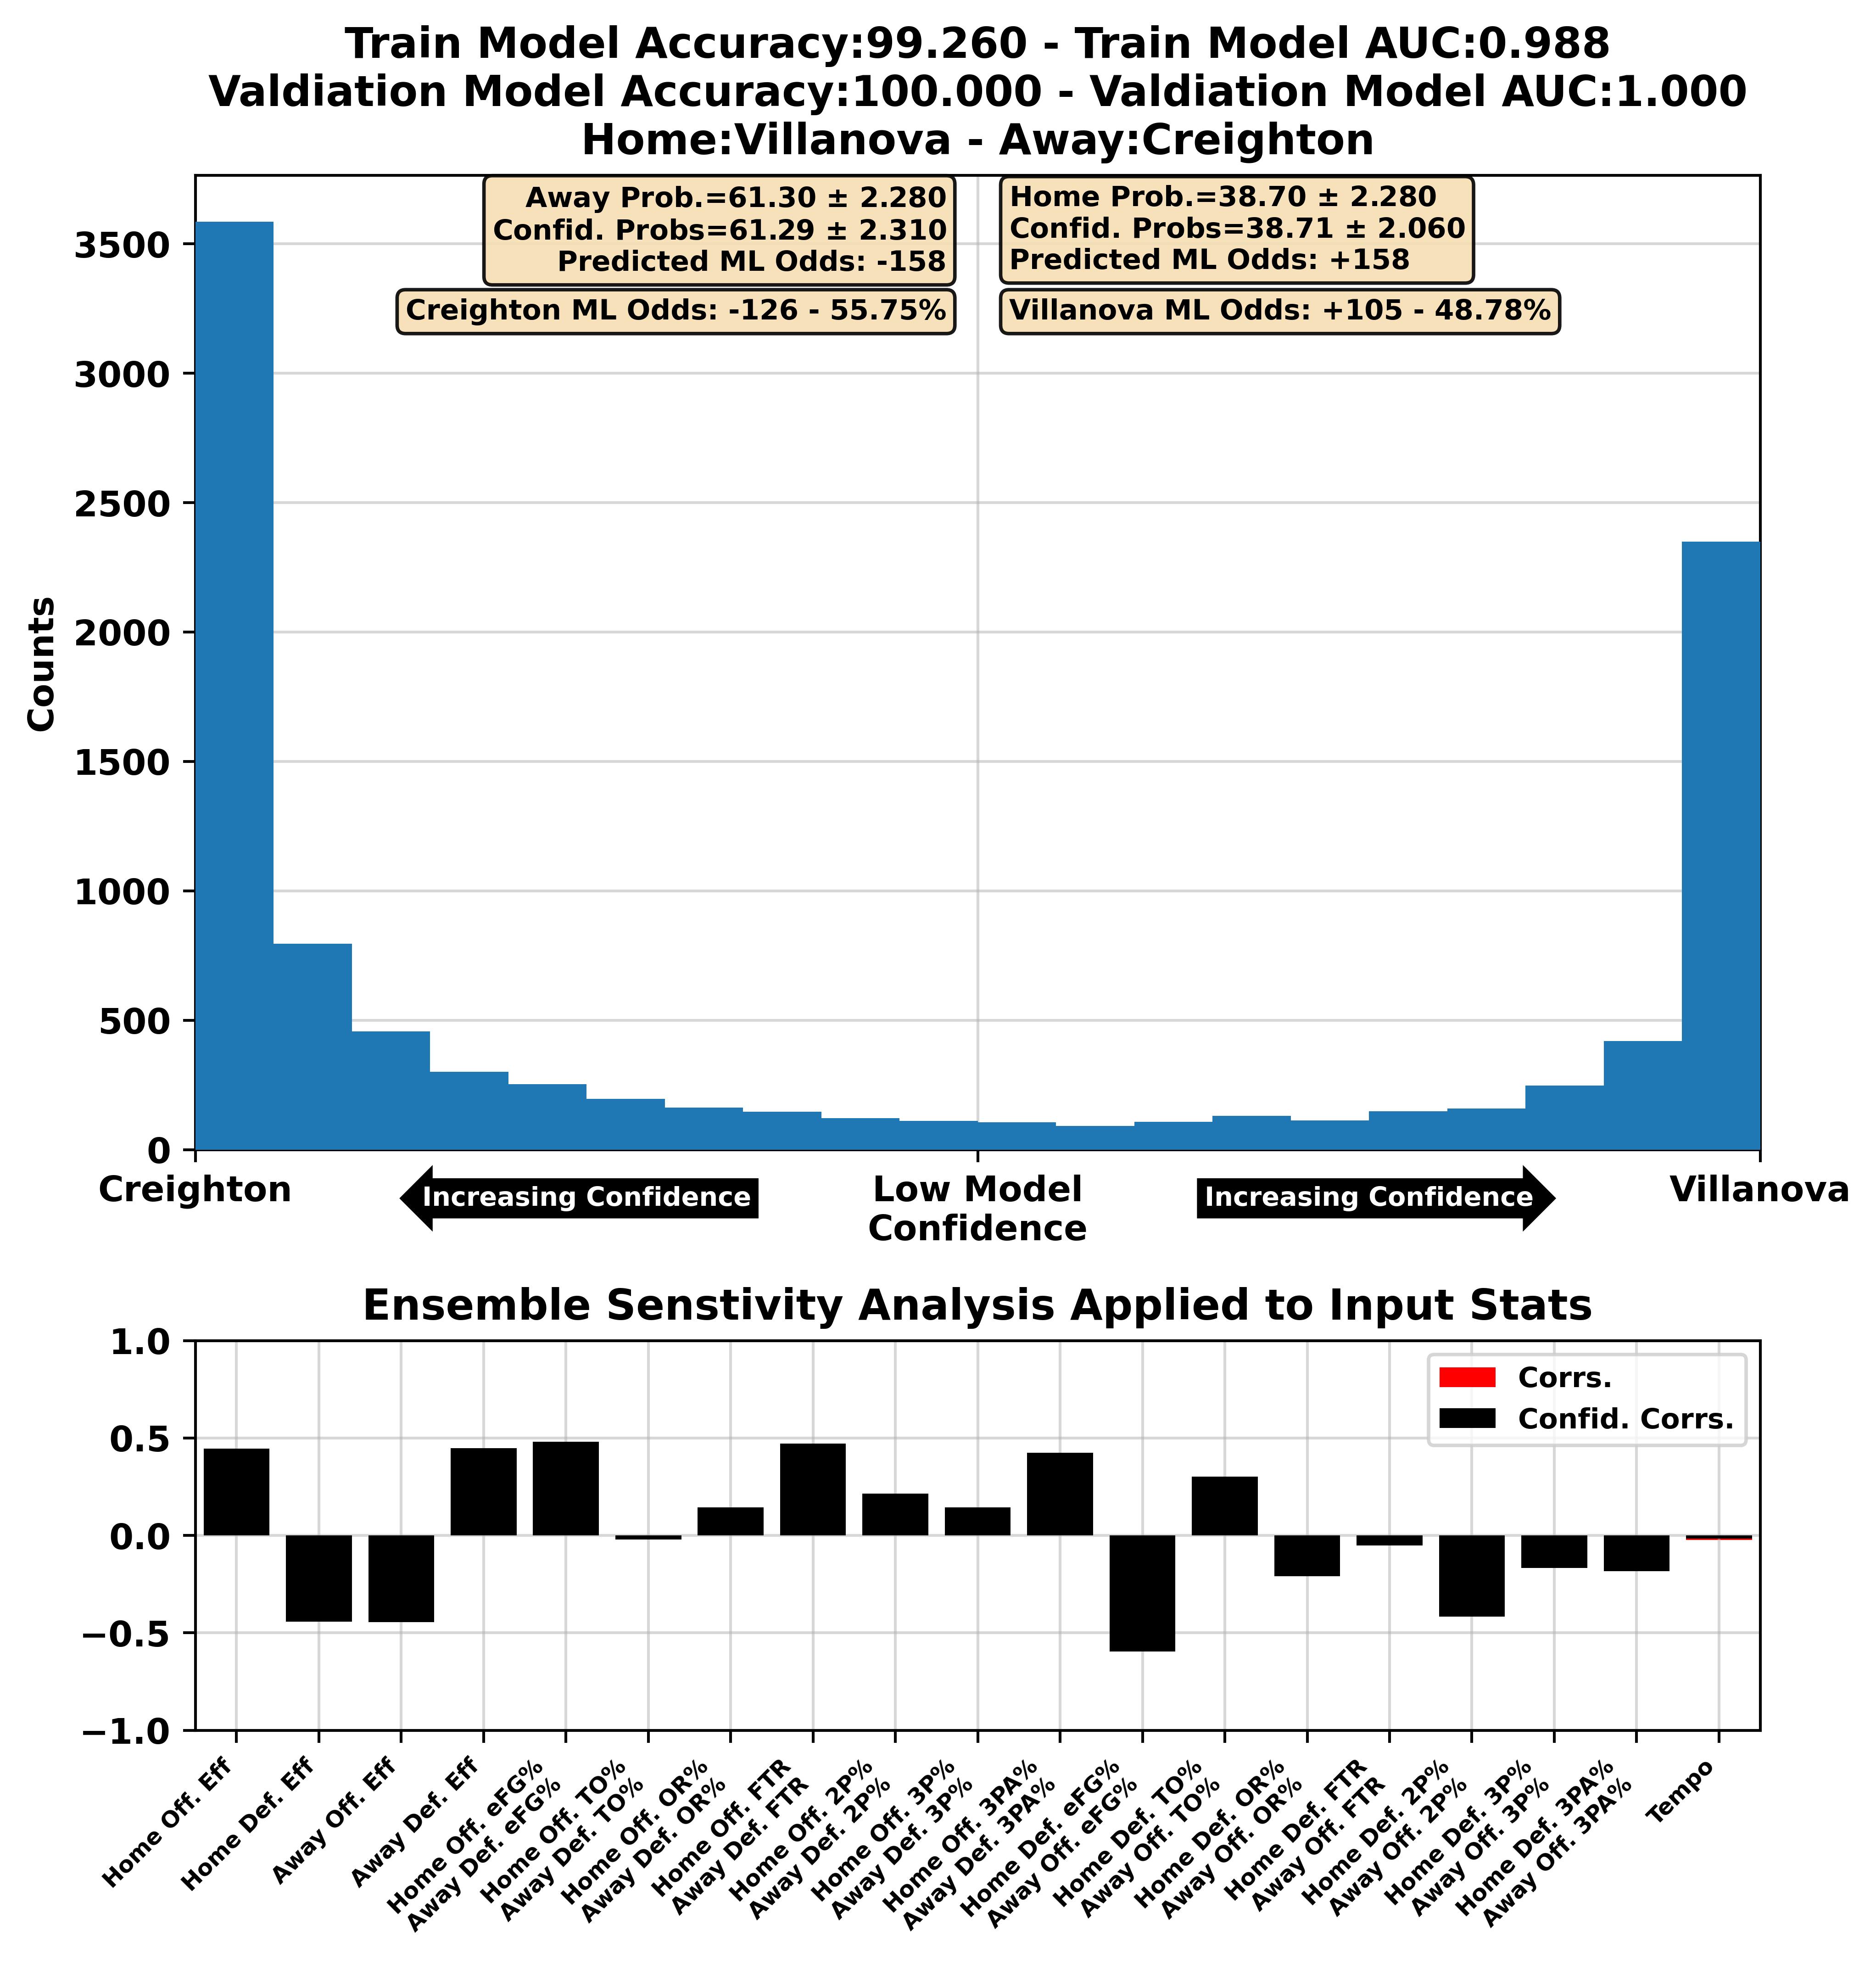 Train Model Accuracy:99.260 - Train Model AUC:0.988
Valdiation Model Accuracy:100.000 - Valdiation Model AUC:1.000
Home:Villanova - Away:Creighton
Away Prob.=61.30 ± 2.280
Confid. Probs=61.29 ± 2.310
Predicted ML Odds: -158
Creighton ML Odds: -126 - 55.75%
Home Prob.=38.70 ± 2.280
Confid. Probs=38.71 ± 2.060
Predicted ML Odds: +158
Villanova ML Odds: +105 - 48.78%
Counts
3500
3000
2500
2000
1500
1000
500
0
Creighton
Increasing Confidence
Low Model
Confidence
Increasing Confidence
Villanova
Ensemble Senstivity Analysis Applied to Input Stats
1.0
0.5
0.0
−0.5
−1.0
Corrs.
Confid. Corrs.
Home Off. Eff
Home Def. Eff
Away Off. Eff
Away Def. Eff
Home Off. eFG%
Away Def. eFG%
Home Off. TO%
Away Def. TO%
Home Off. OR%
Away Def. OR%
Home Off. FTR
Away Def. FTR
Home Off. 2P%
Away Def. 2P%
Home Off. 3P%
Away Def. 3P%
Home Off. 3PA%
Away Def. 3PA%
Home Def. eFG%
Away Off. eFG%
Home Def. TO%
Away Off. TO%
Home Def. OR%
Away Off. OR%
Home Def. FTR
Away Off. FTR
Home Def. 2P%
Away Off. 2P%
Home Def. 3P%
Away Off. 3P%
Home Def. 3PA%
Away Off. 3PA%
Tempo